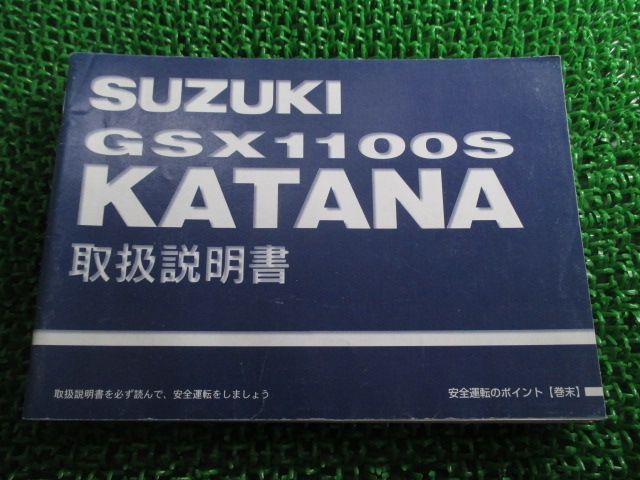 SUZUKI
GSX1100S
KATANA
取扱説明書
取扱説明書を必ず読んで、安全運転をしましょう
安全運転のポイント【巻末】